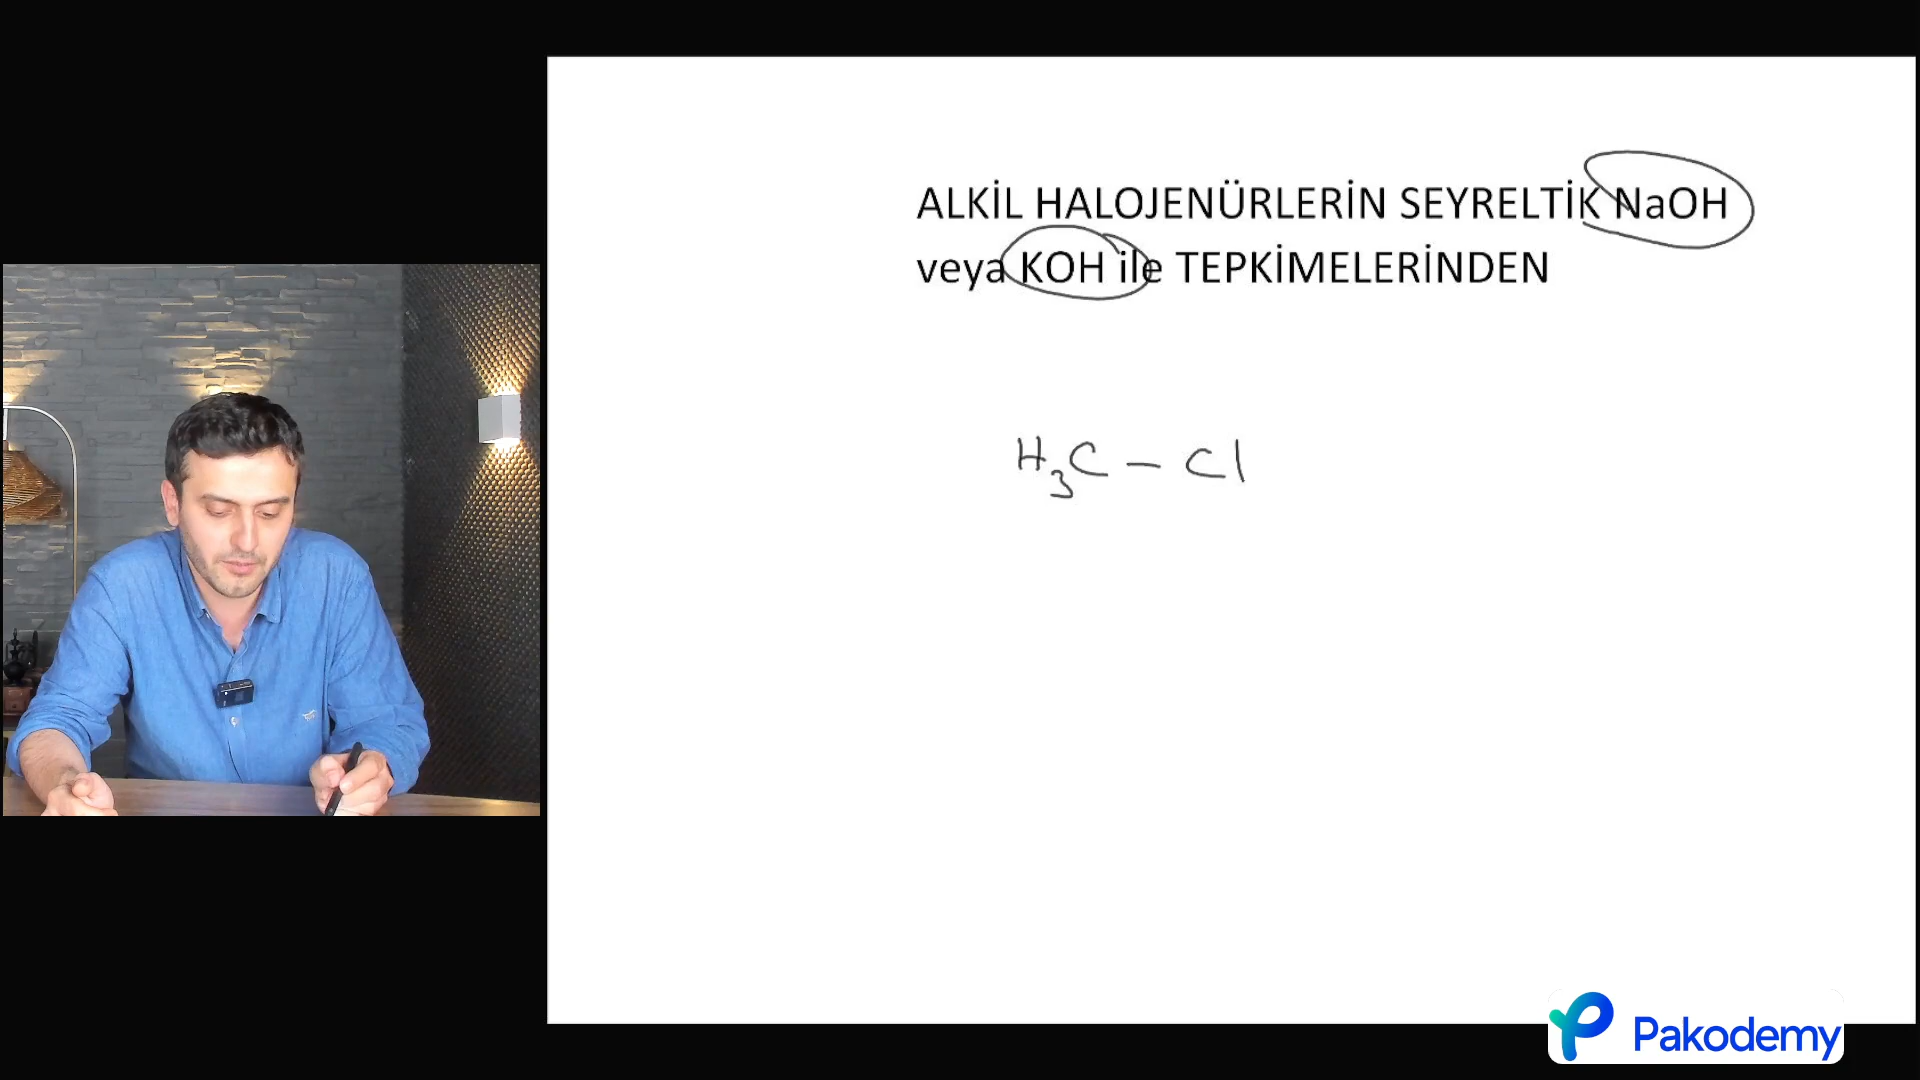 ALKİL HALOJENÜRLERİN SEYRELTİK NaOH
veya KOH ile TEPKİMELERİNDEN
H₃C – Cl
Pakodemy